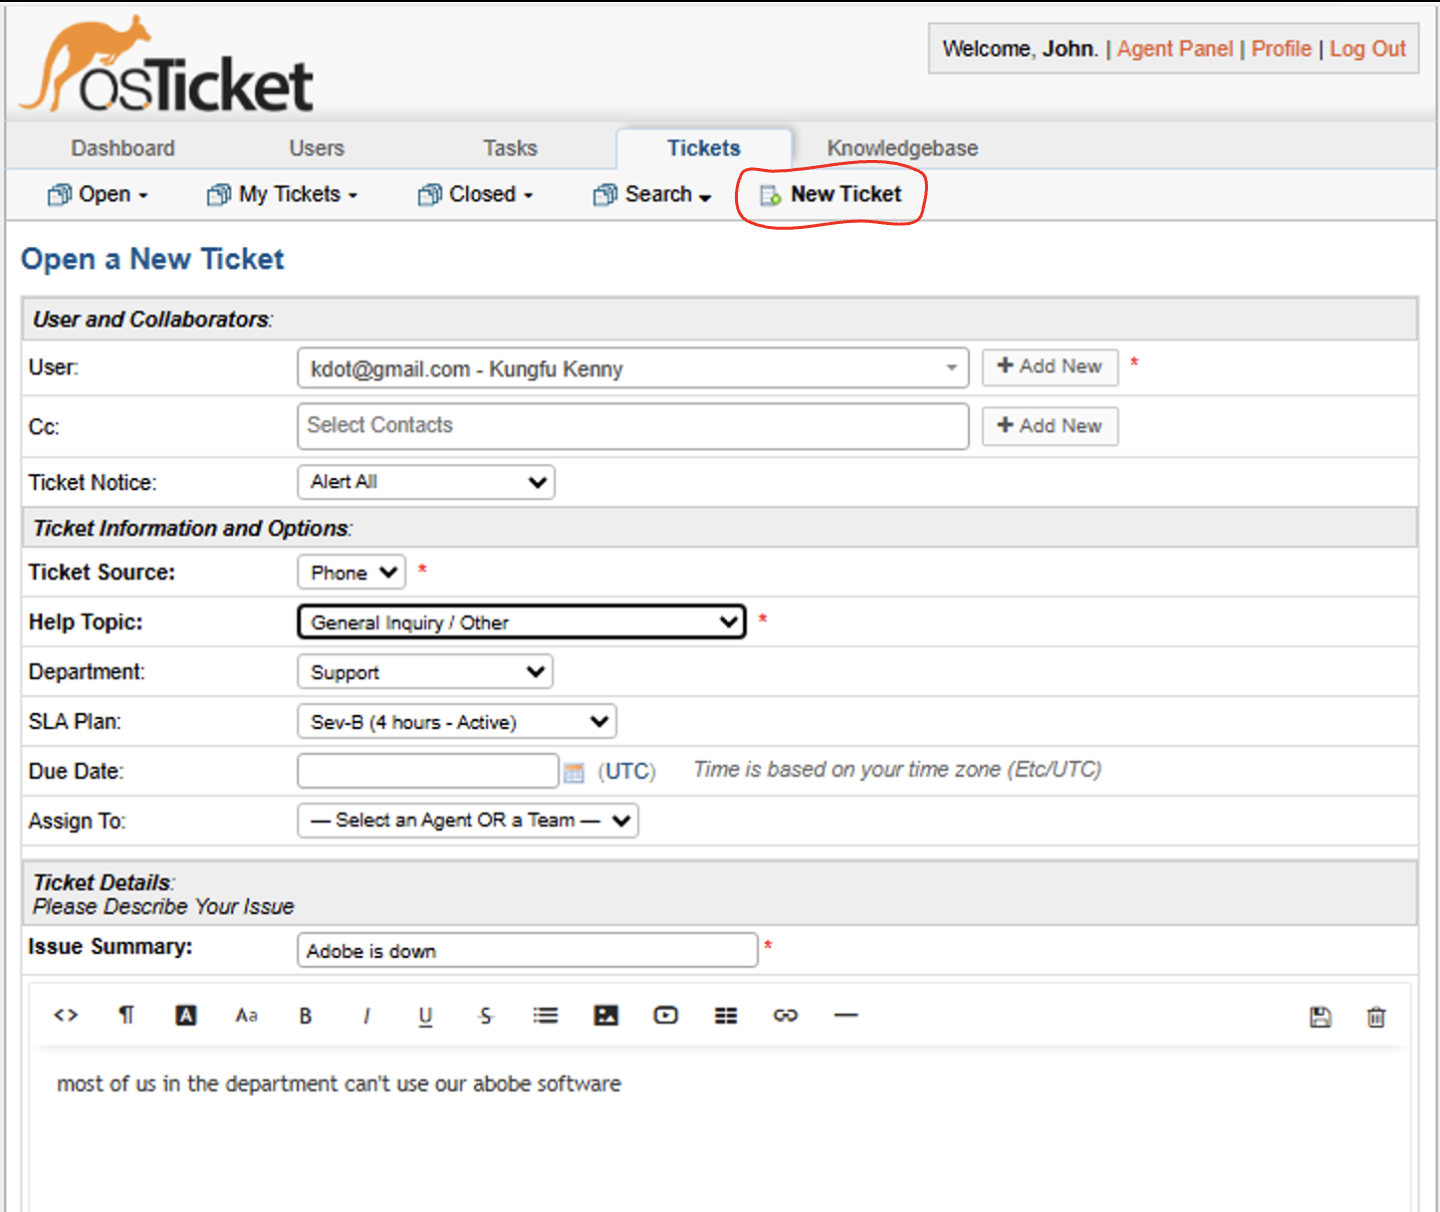 osTicket
Welcome, John. | Agent Panel | Profile | Log Out
Dashboard Users Tasks Tickets Knowledgebase
Open My Tickets Closed Search New Ticket
Open a New Ticket
User and Collaborators:
User: kdot@gmail.com - Kungfu Kenny + Add New *
Cc: Select Contacts + Add New
Ticket Notice: Alert All
Ticket Information and Options:
Ticket Source: Phone *
Help Topic: General Inquiry / Other *
Department: Support
SLA Plan: Sev-B (4 hours - Active)
Due Date: (UTC) Time is based on your time zone (Etc/UTC)
Assign To: — Select an Agent OR a Team —
Ticket Details:
Please Describe Your Issue
Issue Summary: Adobe is down *
<> ¶ A Aa B I U S
most of us in the department can't use our abobe software